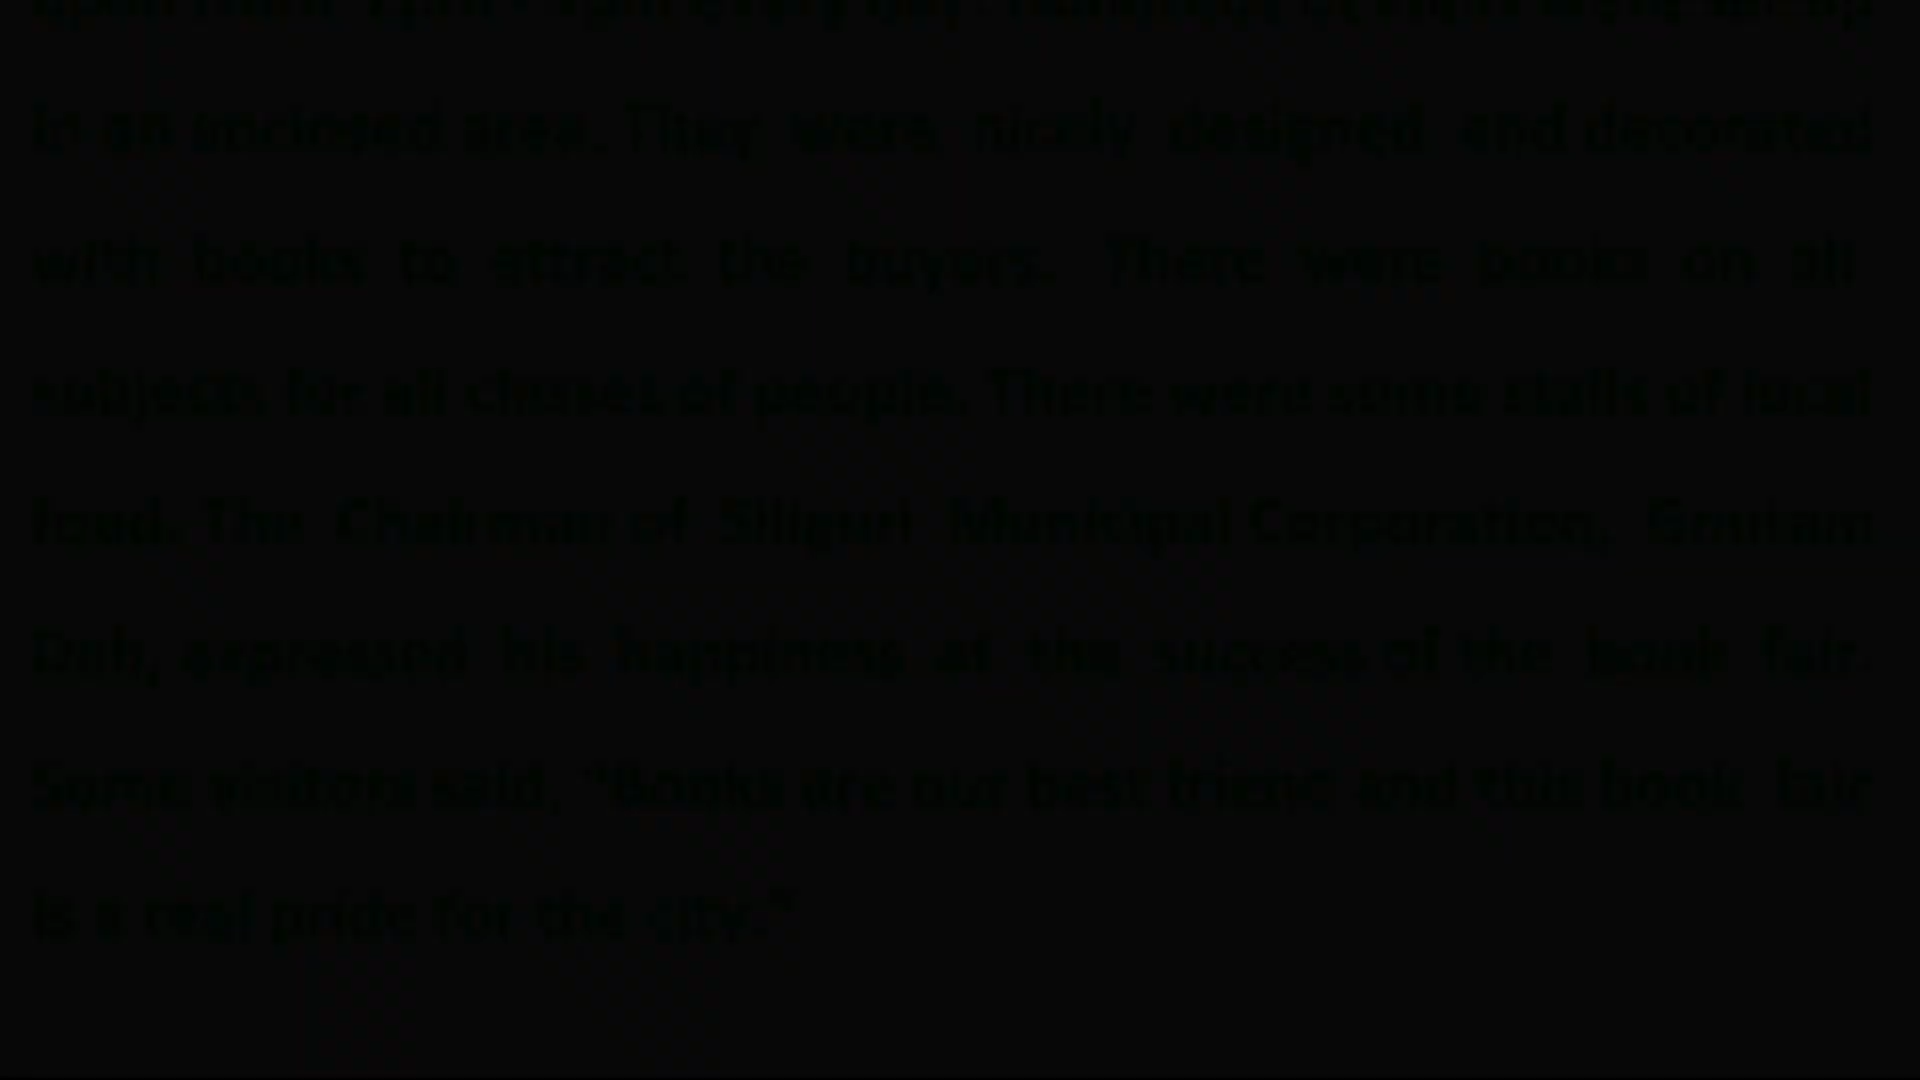 in an enclosed area. They were nicely designed and decorated
with books to attract the buyers. There were books on all
subjects for all classes of people. There were some stalls of local
food. The Chairman of Siliguri Municipal Corporation, Goutam
Deb, expressed his happiness at the success of the book fair.
Some visitors said, "Books are our best friend and this book fair
is a real pride for the city."